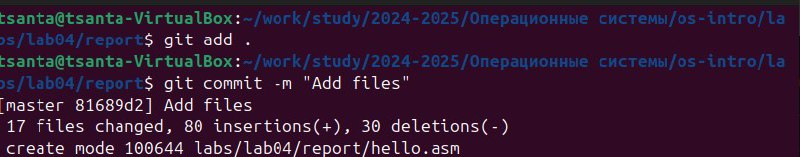 tsanta@tsanta-VirtualBox:~/work/study/2024-2025/Операционные системы/os-intro/la
bs/lab04/report$ git add .
tsanta@tsanta-VirtualBox:~/work/study/2024-2025/Операционные системы/os-intro/la
bs/lab04/report$ git commit -m "Add files"
[master 81689d2] Add files
17 files changed, 80 insertions(+), 30 deletions(-)
create mode 100644 labs/lab04/report/hello.asm